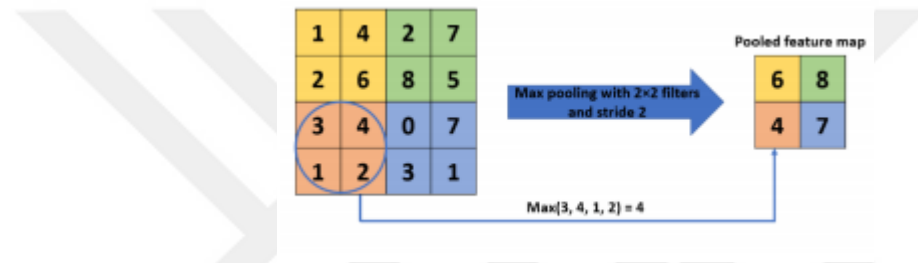 1 4 2 7
2 6 8 5
3 4 0 7
1 2 3 1
Max pooling with 2×2 filters
and stride 2
Pooled feature map
6 8
4 7
Max(3, 4, 1, 2) = 4